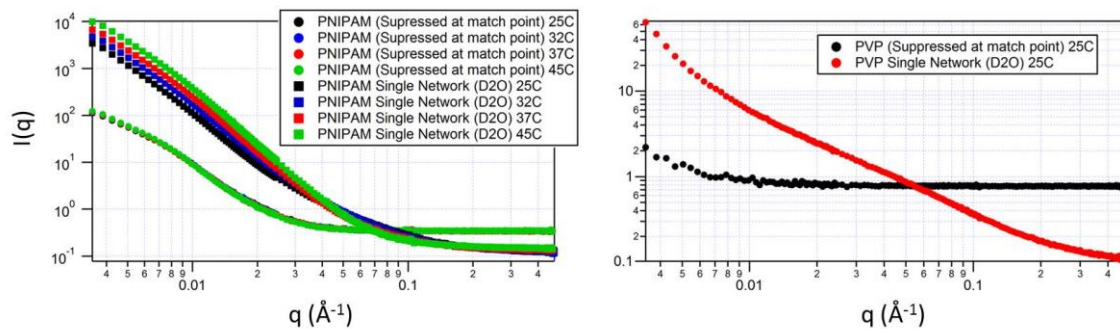 PNIPAM (Supressed at match point) 25C
PNIPAM (Supressed at match point) 32C
PNIPAM (Supressed at match point) 37C
PNIPAM (Supressed at match point) 45C
PNIPAM Single Network (D2O) 25C
PNIPAM Single Network (D2O) 32C
PNIPAM Single Network (D2O) 37C
PNIPAM Single Network (D2O) 45C
I(q)
10⁴
10³
10²
10¹
10⁰
10⁻¹
4 5 6 7 8 9 0.01 2 3 4 5 6 7 8 9 0.1 2 3 4
q (Å⁻¹)
PVP (Suppressed at match point) 25C
PVP Single Network (D2O) 25C
6
4
2
10
8
6
4
2
1
8
6
4
2
0.1
4 5 6 7 8 9 0.01 2 3 4 5 6 7 8 9 0.1 2 3 4
q (Å⁻¹)